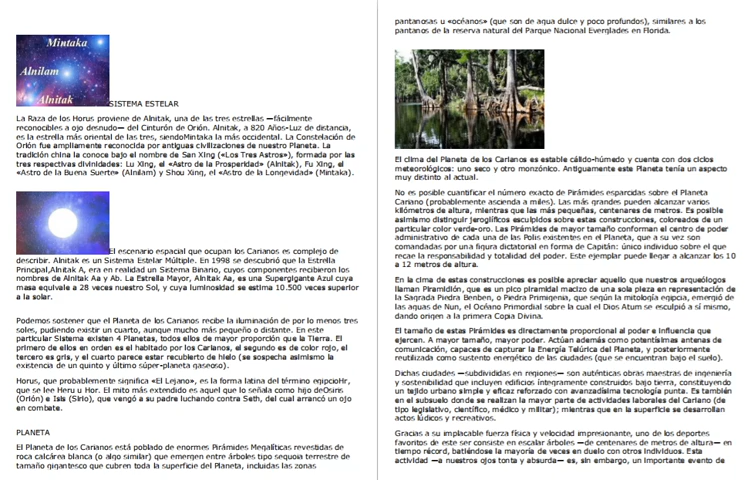 Mintaka
Alnilam
Alnitak
SISTEMA ESTELAR
La Raza de los Horus proviene de Alnitak, una de las tres estrellas —fácilmente
reconocibles a ojo desnudo— del Cinturón de Orión. Alnitak, a 820 Años-Luz de distancia,
es la estrella más oriental de las tres, siendoMintaka la más occidental. La Constelación de
Orión fue ampliamente reconocida por antiguas civilizaciones de nuestro Planeta. La
tradición china la conoce bajo el nombre de San Xing («Los Tres Astros»), formada por las
tres respectivas divinidades: Lu Xing, el «Astro de la Prosperidad» (Alnitak), Fu Xing, el
«Astro de la Buena Suerte» (Alnilam) y Shou Xing, el «Astro de la Longevidad» (Mintaka).
El escenario espacial que ocupan los Carianos es complejo de
describir. Alnitak es un Sistema Estelar Múltiple. En 1998 se descubrió que la Estrella
Principal,Alnitak A, era en realidad un Sistema Binario, cuyos componentes recibieron los
nombres de Alnitak Aa y Ab. La Estrella Mayor, Alnitak Aa, es una Supergigante Azul cuya
masa equivale a 28 veces nuestro Sol, y cuya luminosidad se estima 10.500 veces superior
a la solar.
Podemos sostener que el Planeta de los Carianos recibe la iluminación de por lo menos tres
soles, pudiendo existir un cuarto, aunque mucho más pequeño o distante. En este
particular Sistema existen 4 Planetas, todos ellos de mayor proporción que la Tierra. El
primero de ellos en orden es el habitado por los Carianos, el segundo es de color rojo, el
tercero es gris, y el cuarto parece estar recubierto de hielo (se sospecha asimismo la
existencia de un quinto y último súper-planeta gaseoso).
Horus, que probablemente significa «El Lejano», es la forma latina del término egipcioHr,
que se lee Heru u Hor. El mito más extendido es aquel que lo señala como hijo deOsiris
(Orión) e Isis (Sirio), que vengó a su padre luchando contra Seth, del cual arrancó un ojo
en combate.
PLANETA
El Planeta de los Carianos está poblado de enormes Pirámides Megalíticas revestidas de
roca calcárea blanca (o algo similar) que emergen entre árboles tipo sequoia terrestre de
tamaño gigantesco que cubren toda la superficie del Planeta, incluidas las zonas
pantanosas u «océanos» (que son de agua dulce y poco profundos), similares a los
pantanos de la reserva natural del Parque Nacional Everglades en Florida.
El clima del Planeta de los Carianos es estable cálido-húmedo y cuenta con dos ciclos
meteorológicos: uno seco y otro monzónico. Antiguamente este Planeta tenía un aspecto
muy distinto al actual.
No es posible cuantificar el número exacto de Pirámides esparcidas sobre el Planeta
Cariano (probablemente ascienda a miles). Las más grandes pueden alcanzar varios
kilómetros de altura, mientras que las más pequeñas, centenares de metros. Es posible
asimismo distinguir jeroglíficos esculpidos sobre estas construcciones, coloreados de un
particular color verde-oro. Las Pirámides de mayor tamaño conforman el centro de poder
administrativo de cada una de las Polis existentes en el Planeta, que a su vez son
comandadas por una figura dictatorial en forma de Capitán: único individuo sobre el que
recae la responsabilidad y totalidad del poder. Este ejemplar puede llegar a alcanzar los 10
a 12 metros de altura.
En la cima de estas construcciones es posible apreciar aquello que nuestros arqueólogos
llaman Piramidión, que es un pico piramidal macizo de una sola pieza en representación de
la Sagrada Piedra Benben, o Piedra Primigenia, que según la mitología egipcia, emergió de
las aguas de Nun, el Océano Primordial sobre la cual el Dios Atum se esculpió a sí mismo,
dando origen a la primera Copia Divina.
El tamaño de estas Pirámides es directamente proporcional al poder e influencia que
ejercen. A mayor tamaño, mayor poder. Actúan además como potentísimas antenas de
comunicación, capaces de capturar la Energía Telúrica del Planeta, y posteriormente
reutilizada como sustento energético de las ciudades (que se encuentran bajo el suelo).
Dichas ciudades —subdivididas en regiones— son auténticas obras maestras de ingeniería
y sostenibilidad que incluyen edificios íntegramente construidos bajo tierra, constituyendo
un tejido urbano simple y eficaz reforzado con avanzadísima tecnología punta. Es también
en el subsuelo donde se realizan la mayor parte de actividades laborales del Cariano (de
tipo legislativo, científico, médico y militar); mientras que en la superficie se desarrollan
actos lúdicos y recreativos.
Gracias a su implacable fuerza física y velocidad impresionante, uno de los deportes
favoritos de este ser consiste en escalar árboles —de centenares de metros de altura— en
tiempo récord, batiéndose la mayoría de veces en duelo con otros individuos. Esta
actividad —a nuestros ojos tonta y absurda— es, sin embargo, un importante evento de